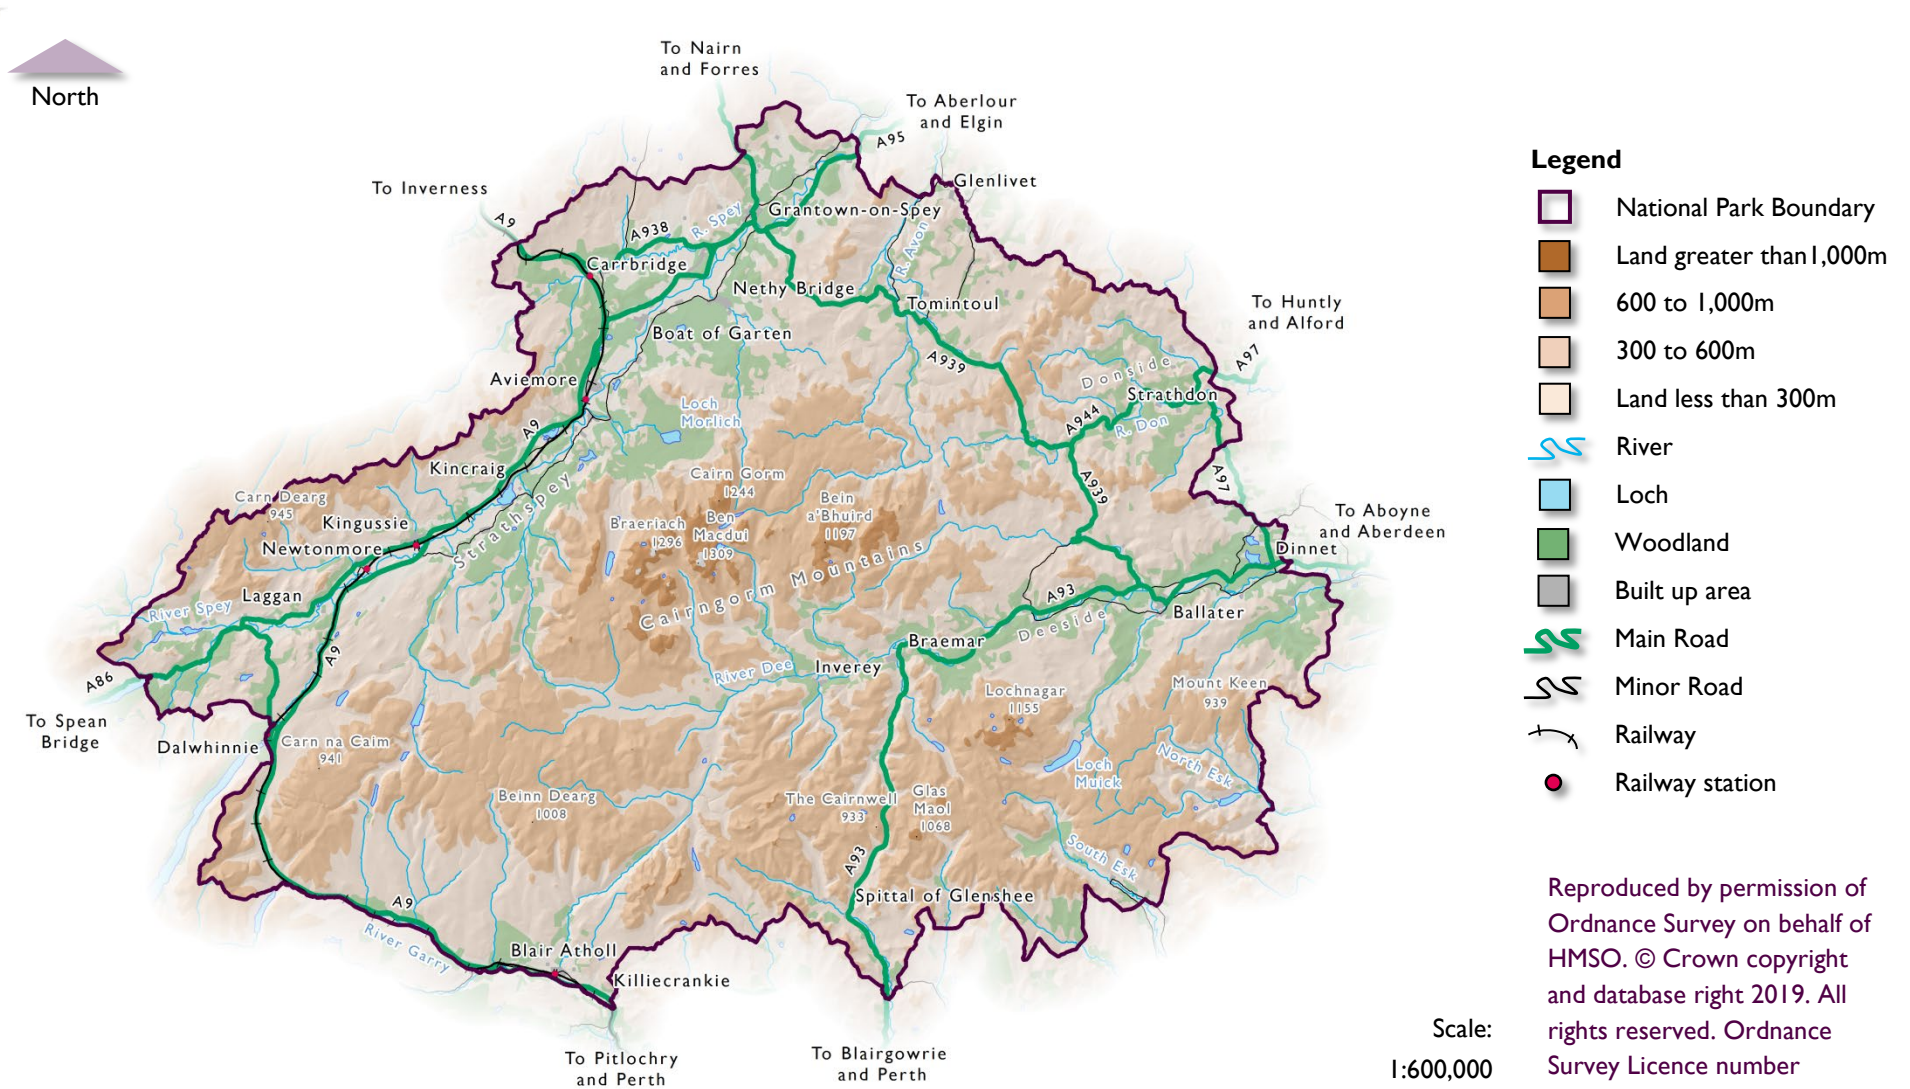 North
To Nairn
and Forres
To Aberlour
and Elgin
A95
To Inverness
Glenlivet
A9
R. Spey
Grantown-on-Spey
A938
R. Avon
Carrbridge
Nethy Bridge
Tomintoul
To Huntly
and Alford
Boat of Garten
A939
A97
Donside
Aviemore
Strathdon
Loch
Morlich
A944
R. Don
A9
Kincraig
Cairn Gorm
1244
A97
A939
Carn Dearg
945
Bein
a'Bhuird
1197
Strathspey
Kingussie
Braeriach
1296
Ben
Macdui
1309
To Aboyne
and Aberdeen
Newtonmore
Dinnet
Cairngorm Mountains
Laggan
River Spey
A93
Ballater
Deeside
Braemar
A9
Inverey
River Dee
A86
Lochnagar
1155
Mount Keen
939
To Spean
Bridge
Dalwhinnie
Carn na Caim
941
Loch
Muick
North Esk
Beinn Dearg
1008
The Cairnwell
933
Glas
Maol
1068
A93
South Esk
Spittal of Glenshee
A9
River Garry
Blair Atholl
Killiecrankie
To Pitlochry
and Perth
To Blairgowrie
and Perth
Scale:
1:600,000
Legend
National Park Boundary
Land greater than1,000m
600 to 1,000m
300 to 600m
Land less than 300m
River
Loch
Woodland
Built up area
Main Road
Minor Road
Railway
Railway station
Reproduced by permission of
Ordnance Survey on behalf of
HMSO. © Crown copyright
and database right 2019. All
rights reserved. Ordnance
Survey Licence number